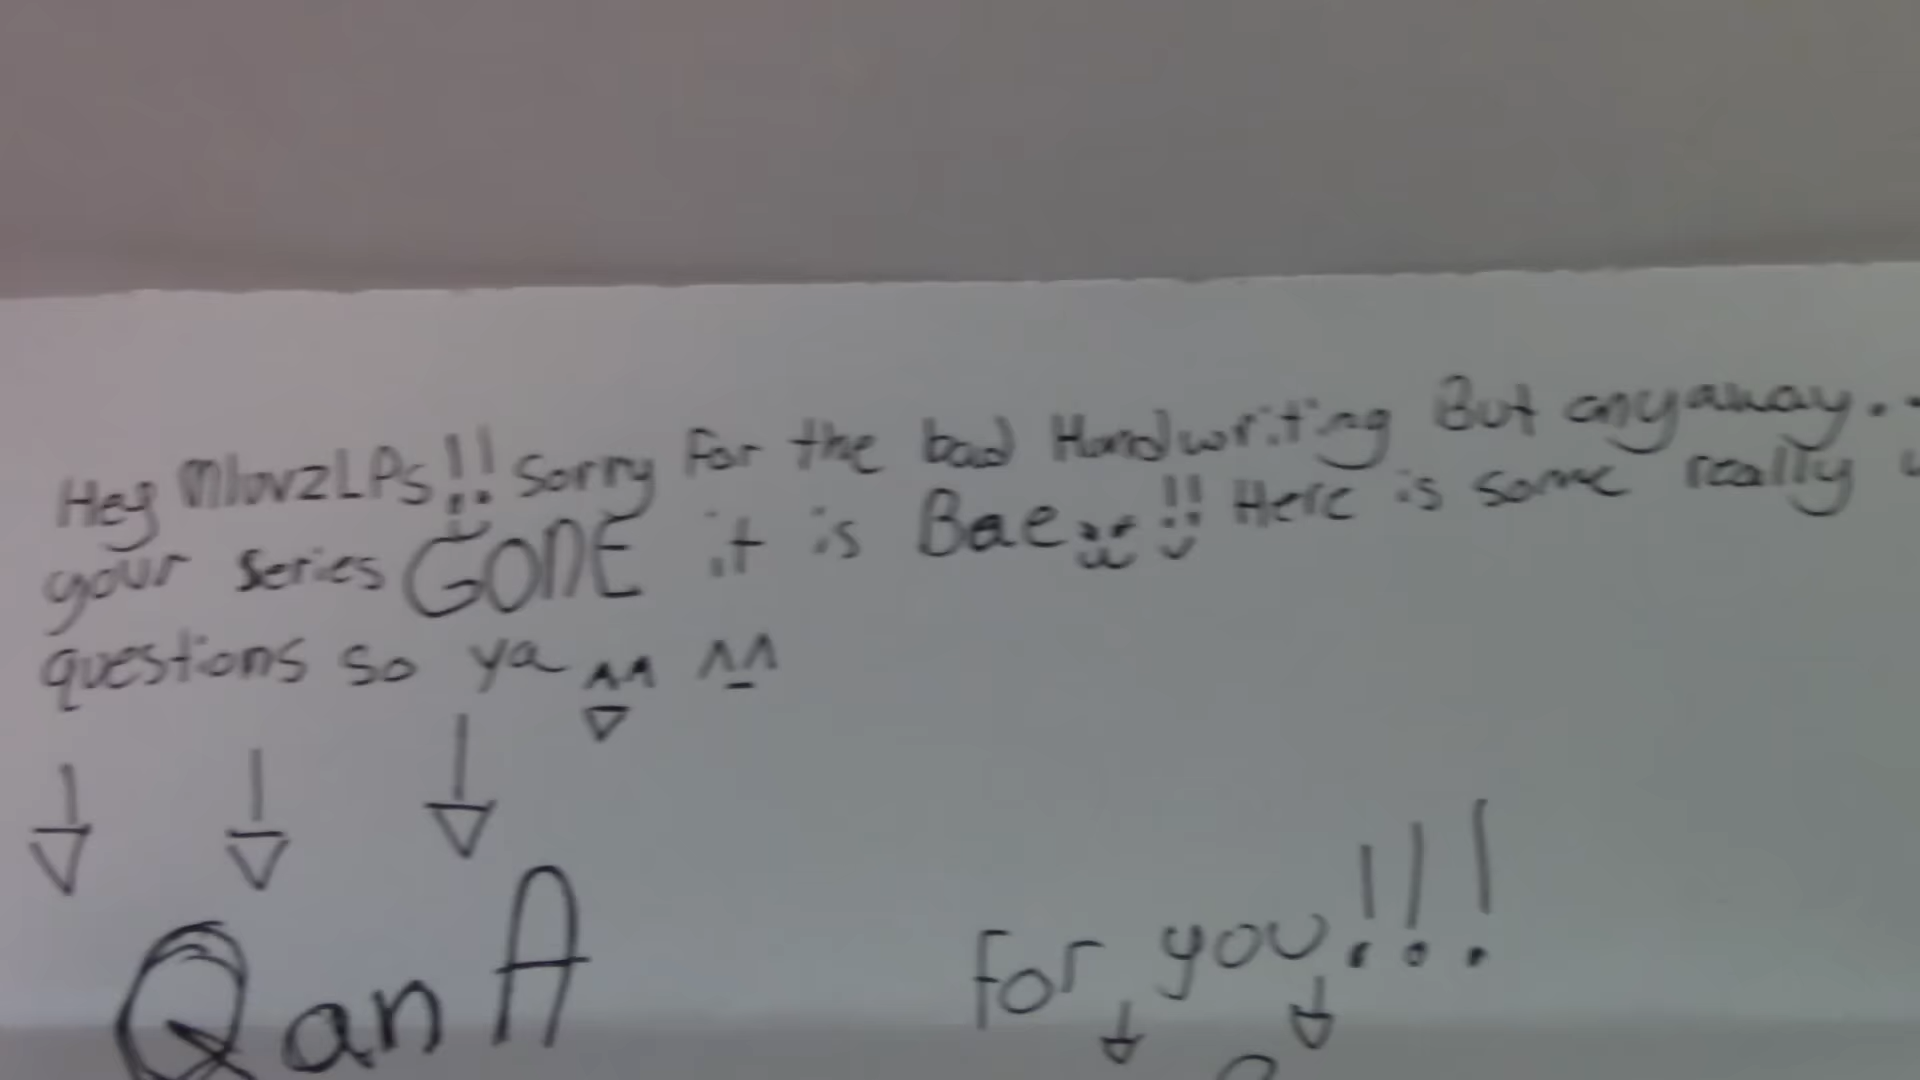 Hey MlovzLPs!! Sorry For the bad Handwriting But anyaway..
your series GONE it is Bae!! Here is some really
questions so ya ^^ ^_^
Q an A
For you!!!